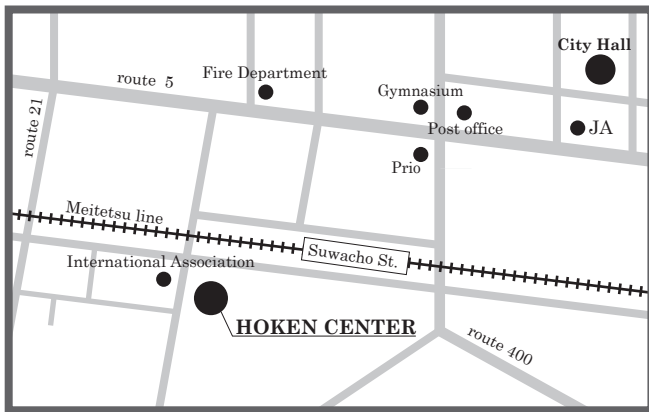 City Hall
route 5
Fire Department
Gymnasium
route 21
Post office
JA
Prio
Meitetsu line
Suwacho St.
International Association
HOKEN CENTER
route 400